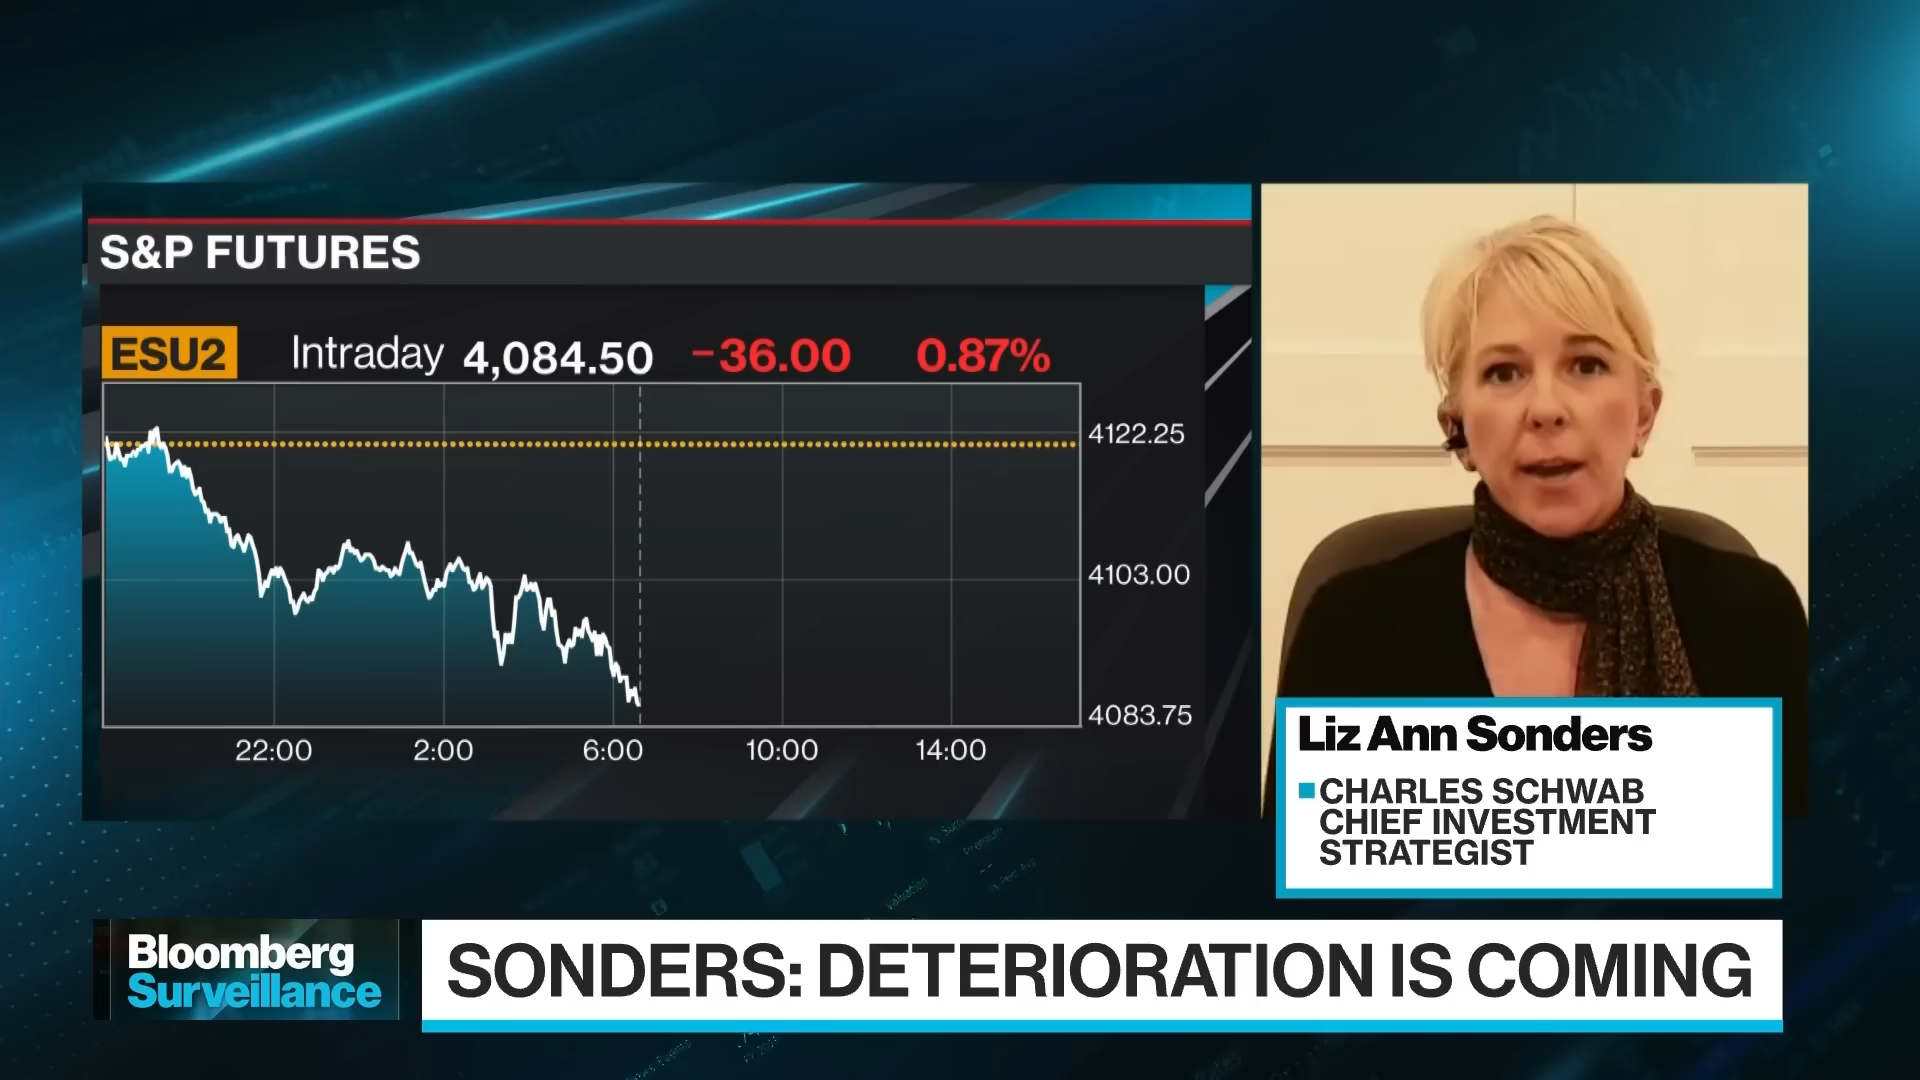 S&P FUTURES
ESU2 Intraday 4,084.50 −36.00 0.87%
4122.25
4103.00
4083.75
22:00 2:00 6:00 10:00 14:00
Liz Ann Sonders
CHARLES SCHWAB
CHIEF INVESTMENT
STRATEGIST
Bloomberg
Surveillance
SONDERS: DETERIORATION IS COMING